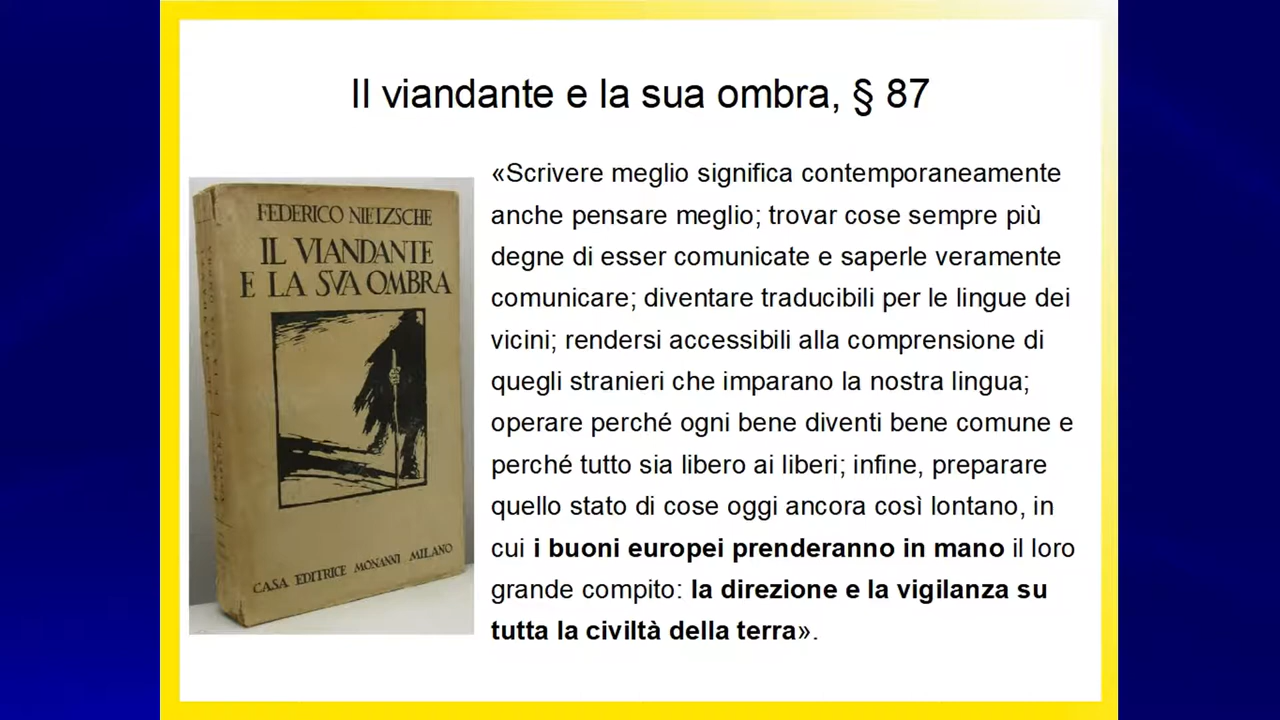 Il viandante e la sua ombra, § 87
FEDERICO NIETZSCHE
IL VIANDANTE
E LA SVA OMBRA
CASA EDITRICE MONANNI MILANO
«Scrivere meglio significa contemporaneamente
anche pensare meglio; trovar cose sempre più
degne di esser comunicate e saperle veramente
comunicare; diventare traducibili per le lingue dei
vicini; rendersi accessibili alla comprensione di
quegli stranieri che imparano la nostra lingua;
operare perché ogni bene diventi bene comune e
perché tutto sia libero ai liberi; infine, preparare
quello stato di cose oggi ancora così lontano, in
cui i buoni europei prenderanno in mano il loro
grande compito: la direzione e la vigilanza su
tutta la civiltà della terra».